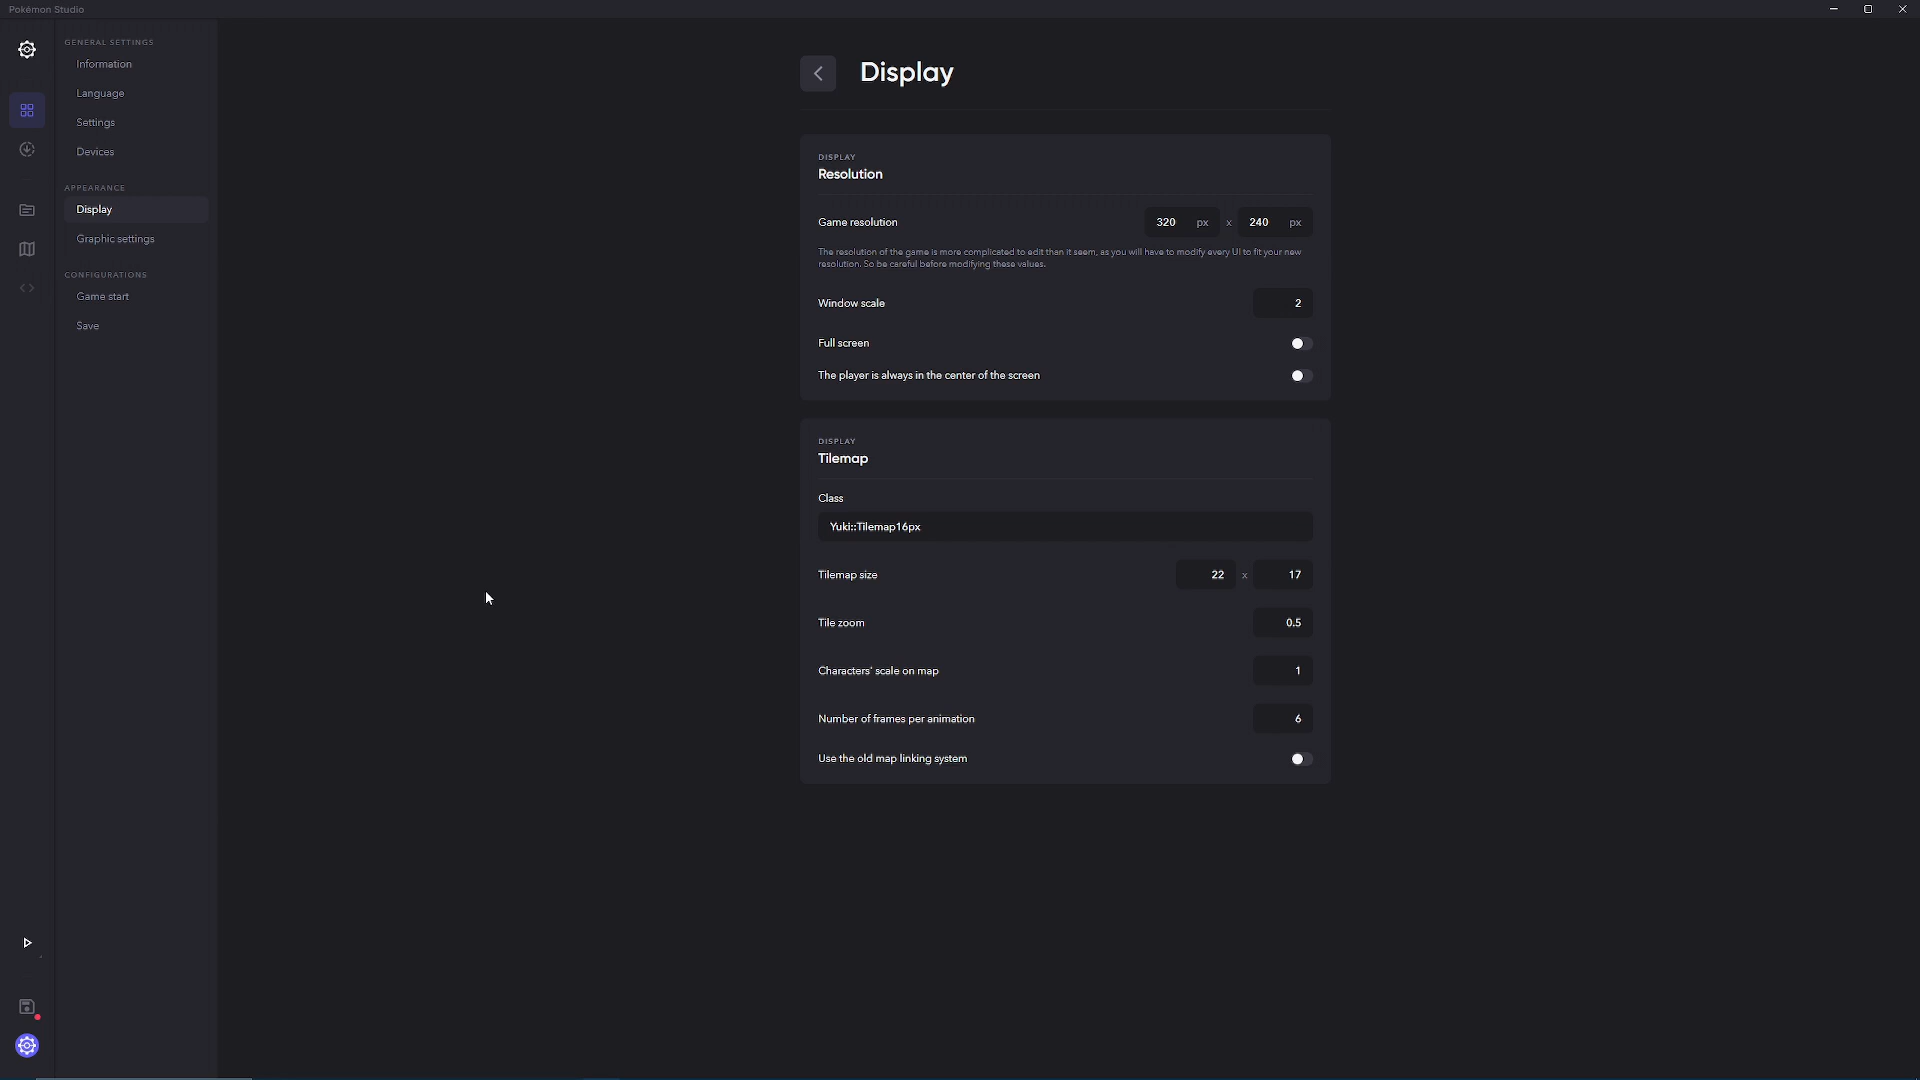 Pokémon Studio
GENERAL SETTINGS
Information
Language
Settings
Devices
APPEARANCE
Display
Graphic settings
CONFIGURATIONS
Game start
Save
Display
DISPLAY
Resolution
Game resolution
320 px x 240 px
The resolution of the game is more complicated to edit than it seem, as you will have to modify every UI to fit your new
resolution. So be careful before modifying these values.
Window scale
2
Full screen
The player is always in the center of the screen
DISPLAY
Tilemap
Class
Yuki::Tilemap16px
Tilemap size
22 x 17
Tile zoom
0.5
Characters' scale on map
1
Number of frames per animation
6
Use the old map linking system